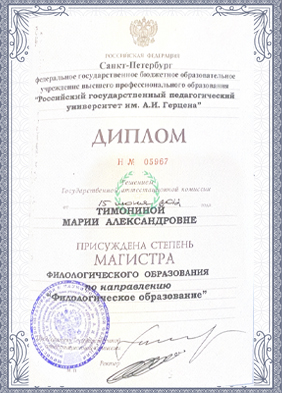 РОССИЙСКАЯ ФЕДЕРАЦИЯ
Санкт-Петербург
федеральное государственное бюджетное образовательное
учреждение высшего профессионального образования
"Российский государственный педагогический
университет им. А.И. Герцена"
ДИПЛОМ
Н М 05967
Решением
Государственной аттестационной комиссии
от 15 июня года
ТИМОНИНОЙ
МАРИИ АЛЕКСАНДРОВНЕ
ПРИСУЖДЕНА СТЕПЕНЬ
МАГИСТРА
ФИЛОЛОГИЧЕСКОГО ОБРАЗОВАНИЯ
по направлению
"Филологическое образование"
Ректор